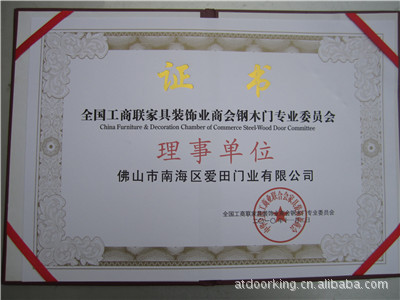 证书
全国工商联家具装饰业商会钢木门专业委员会
China Furniture & Decoration Chamber of Commerce Steel-Wood Door Committee
理事单位
佛山市南海区爱田门业有限公司
全国工商联家具装饰业商会钢木门专业委员会
atdoorking.cn.alibaba.com